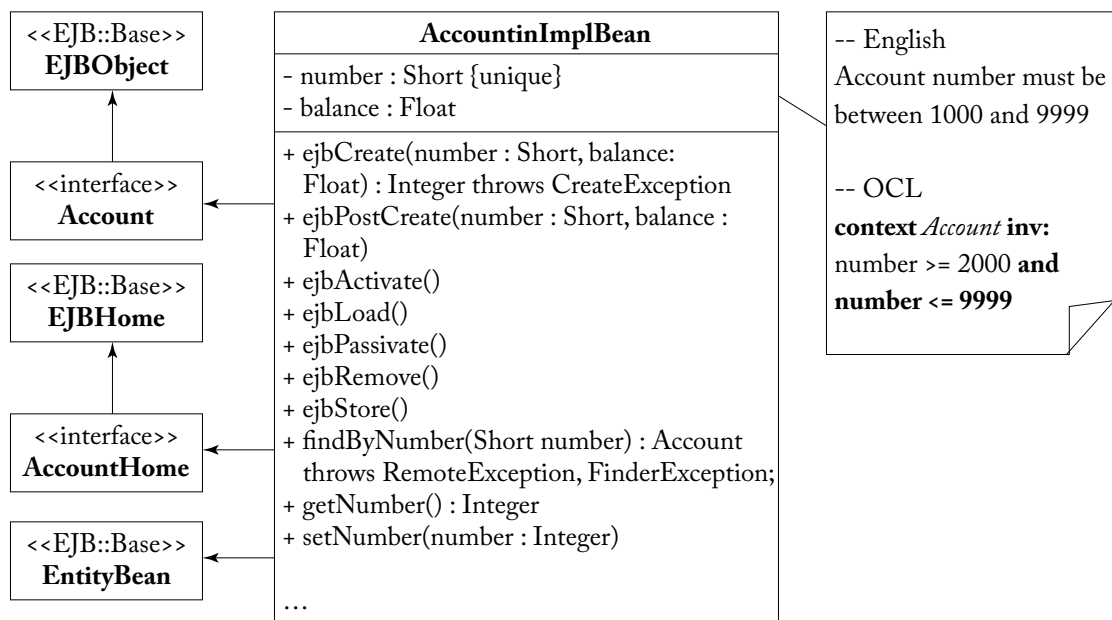 <<EJB::Base>>
EJBObject
<<interface>>
Account
<<EJB::Base>>
EJBHome
<<interface>>
AccountHome
<<EJB::Base>>
EntityBean
AccountinImplBean
- number : Short {unique}
- balance : Float
+ ejbCreate(number : Short, balance:
Float) : Integer throws CreateException
+ ejbPostCreate(number : Short, balance :
Float)
+ ejbActivate()
+ ejbLoad()
+ ejbPassivate()
+ ejbRemove()
+ ejbStore()
+ findByNumber(Short number) : Account
throws RemoteException, FinderException;
+ getNumber() : Integer
+ setNumber(number : Integer)
...
-- English
Account number must be
between 1000 and 9999
-- OCL
context Account inv:
number >= 2000 and
number <= 9999